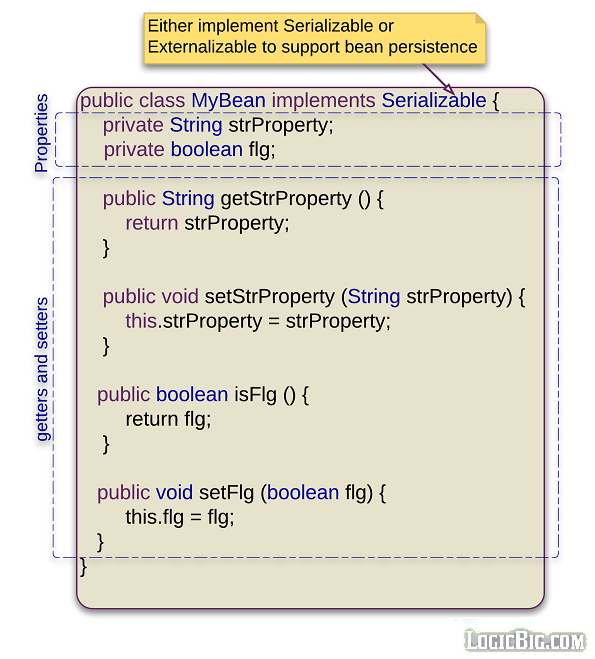 Either implement Serializable or
Externalizable to support bean persistence
Properties
public class MyBean implements Serializable {
private String strProperty;
private boolean flg;
getters and setters
public String getStrProperty () {
return strProperty;
}
public void setStrProperty (String strProperty) {
this.strProperty = strProperty;
}
public boolean isFlg () {
return flg;
}
public void setFlg (boolean flg) {
this.flg = flg;
}
}
LogicBig.com